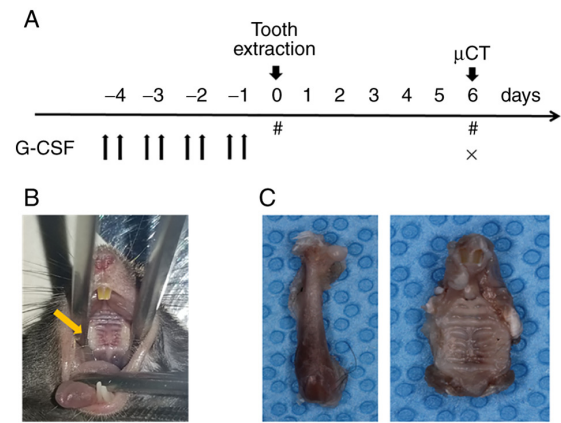 A
Tooth
extraction
μCT
−4 −3 −2 −1 0 1 2 3 4 5 6 days
# #
G-CSF ×
B C